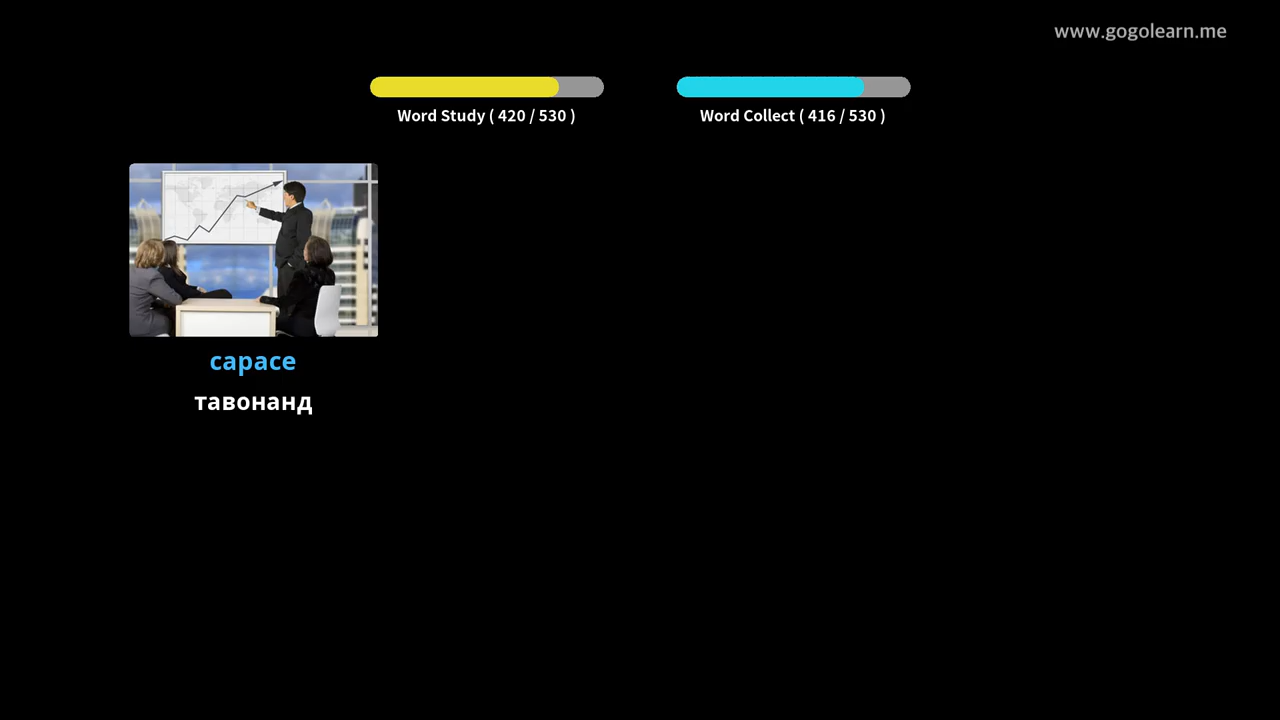 www.gogolearn.me
Word Study ( 420 / 530 )
Word Collect ( 416 / 530 )
capace
тавонанд